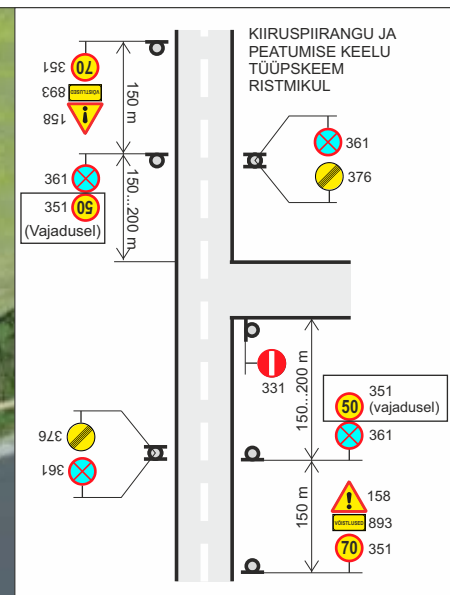 KIIRUSPIIRANGU JA
PEATUMISE KEELU
TÜÜPSKEEM
RISTMIKUL
351
70
893
VÕISTLUSED
158
150 m
361
351
50
(Vajadusel)
150...200 m
361
376
331
150...200 m
50
351
(vajadusel)
361
376
361
150 m
158
VÕISTLUSED
893
70
351